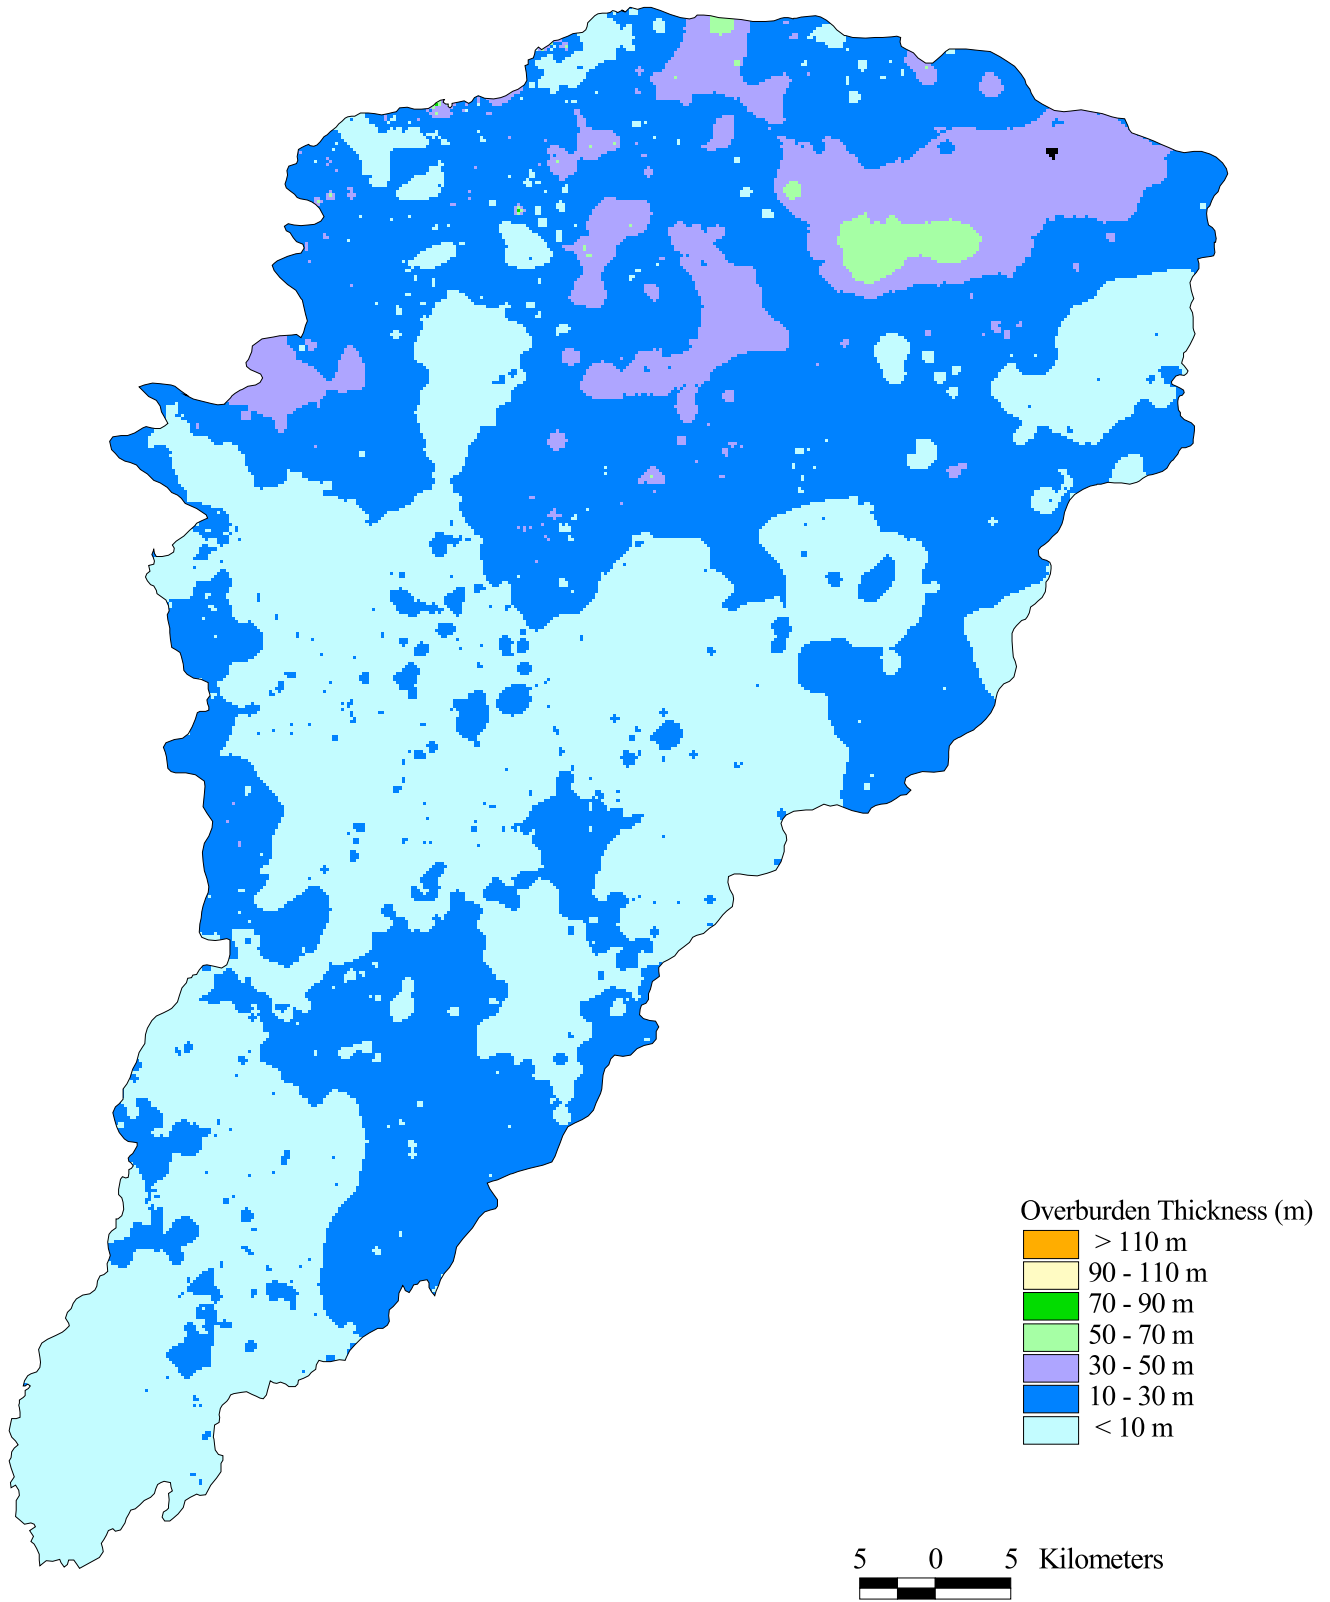 Overburden Thickness (m)
> 110 m
90 - 110 m
70 - 90 m
50 - 70 m
30 - 50 m
10 - 30 m
< 10 m
5 0 5 Kilometers